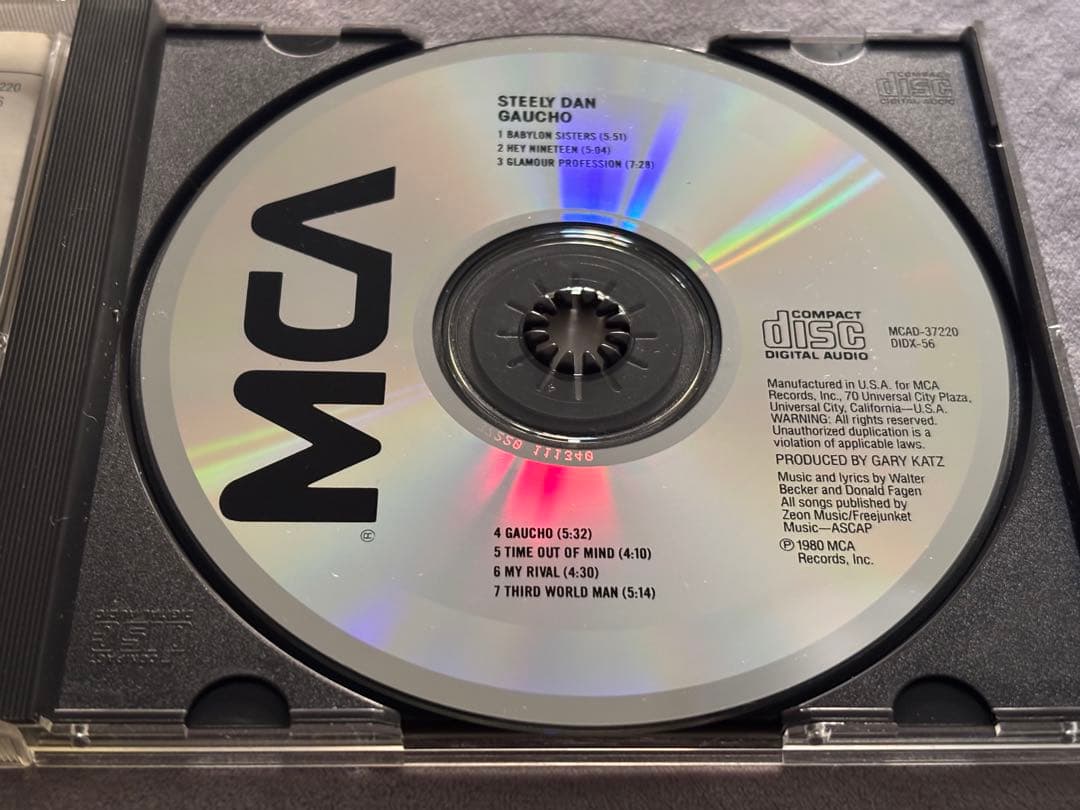 STEELY DAN
GAUCHO
1 BABYLON SISTERS (5:51)
2 HEY NINETEEN (5:04)
3 GLAMOUR PROFESSION (7:28)
MCA
®
COMPACT
disc
DIGITAL AUDIO
MCAD-37220
DIDX-56
Manufactured in U.S.A. for MCA
Records, Inc., 70 Universal City Plaza,
Universal City, California—U.S.A.
WARNING: All rights reserved.
Unauthorized duplication is a
violation of applicable laws.
PRODUCED BY GARY KATZ
Music and lyrics by Walter
Becker and Donald Fagen
All songs published by
Zeon Music/Freejunket
Music—ASCAP
℗ 1980 MCA
Records, Inc.
4 GAUCHO (5:32)
5 TIME OUT OF MIND (4:10)
6 MY RIVAL (4:30)
7 THIRD WORLD MAN (5:14)
111340
COMPACT
disc
DIGITAL AUDIO
220